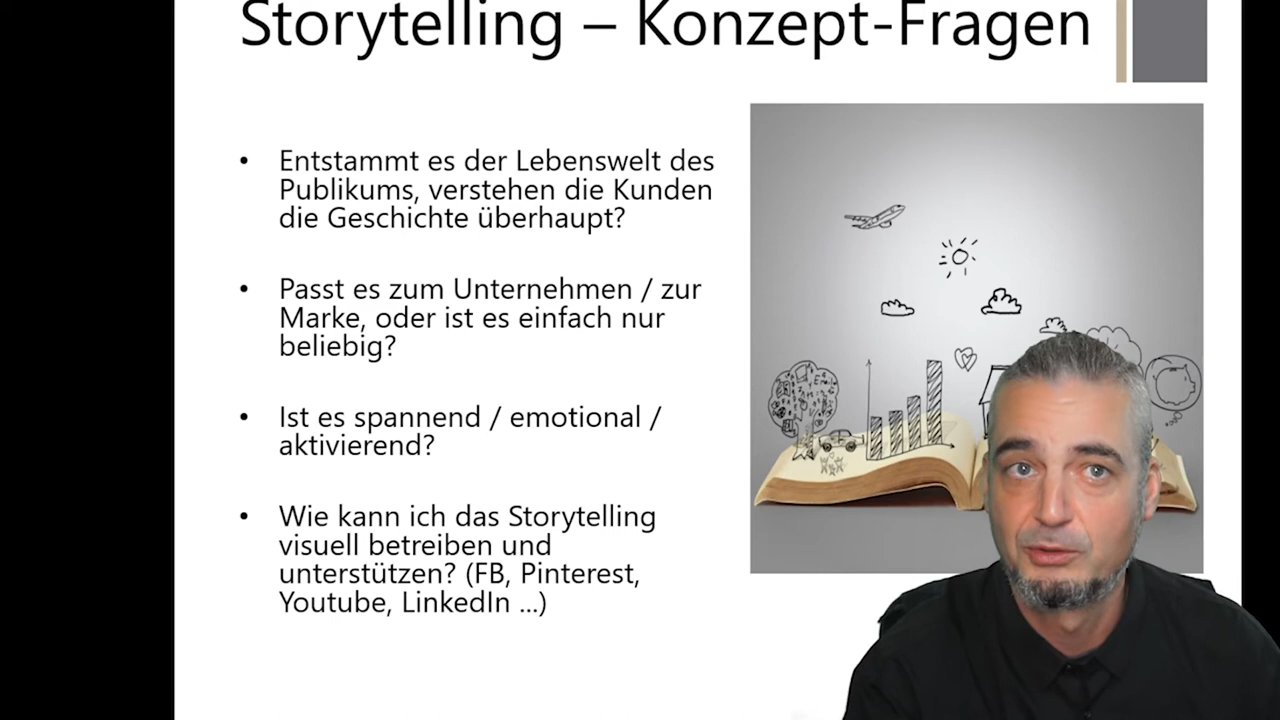 Storytelling – Konzept-Fragen
• Entstammt es der Lebenswelt des
Publikums, verstehen die Kunden
die Geschichte überhaupt?
• Passt es zum Unternehmen / zur
Marke, oder ist es einfach nur
beliebig?
• Ist es spannend / emotional /
aktivierend?
• Wie kann ich das Storytelling
visuell betreiben und
unterstützen? (FB, Pinterest,
Youtube, LinkedIn ...)